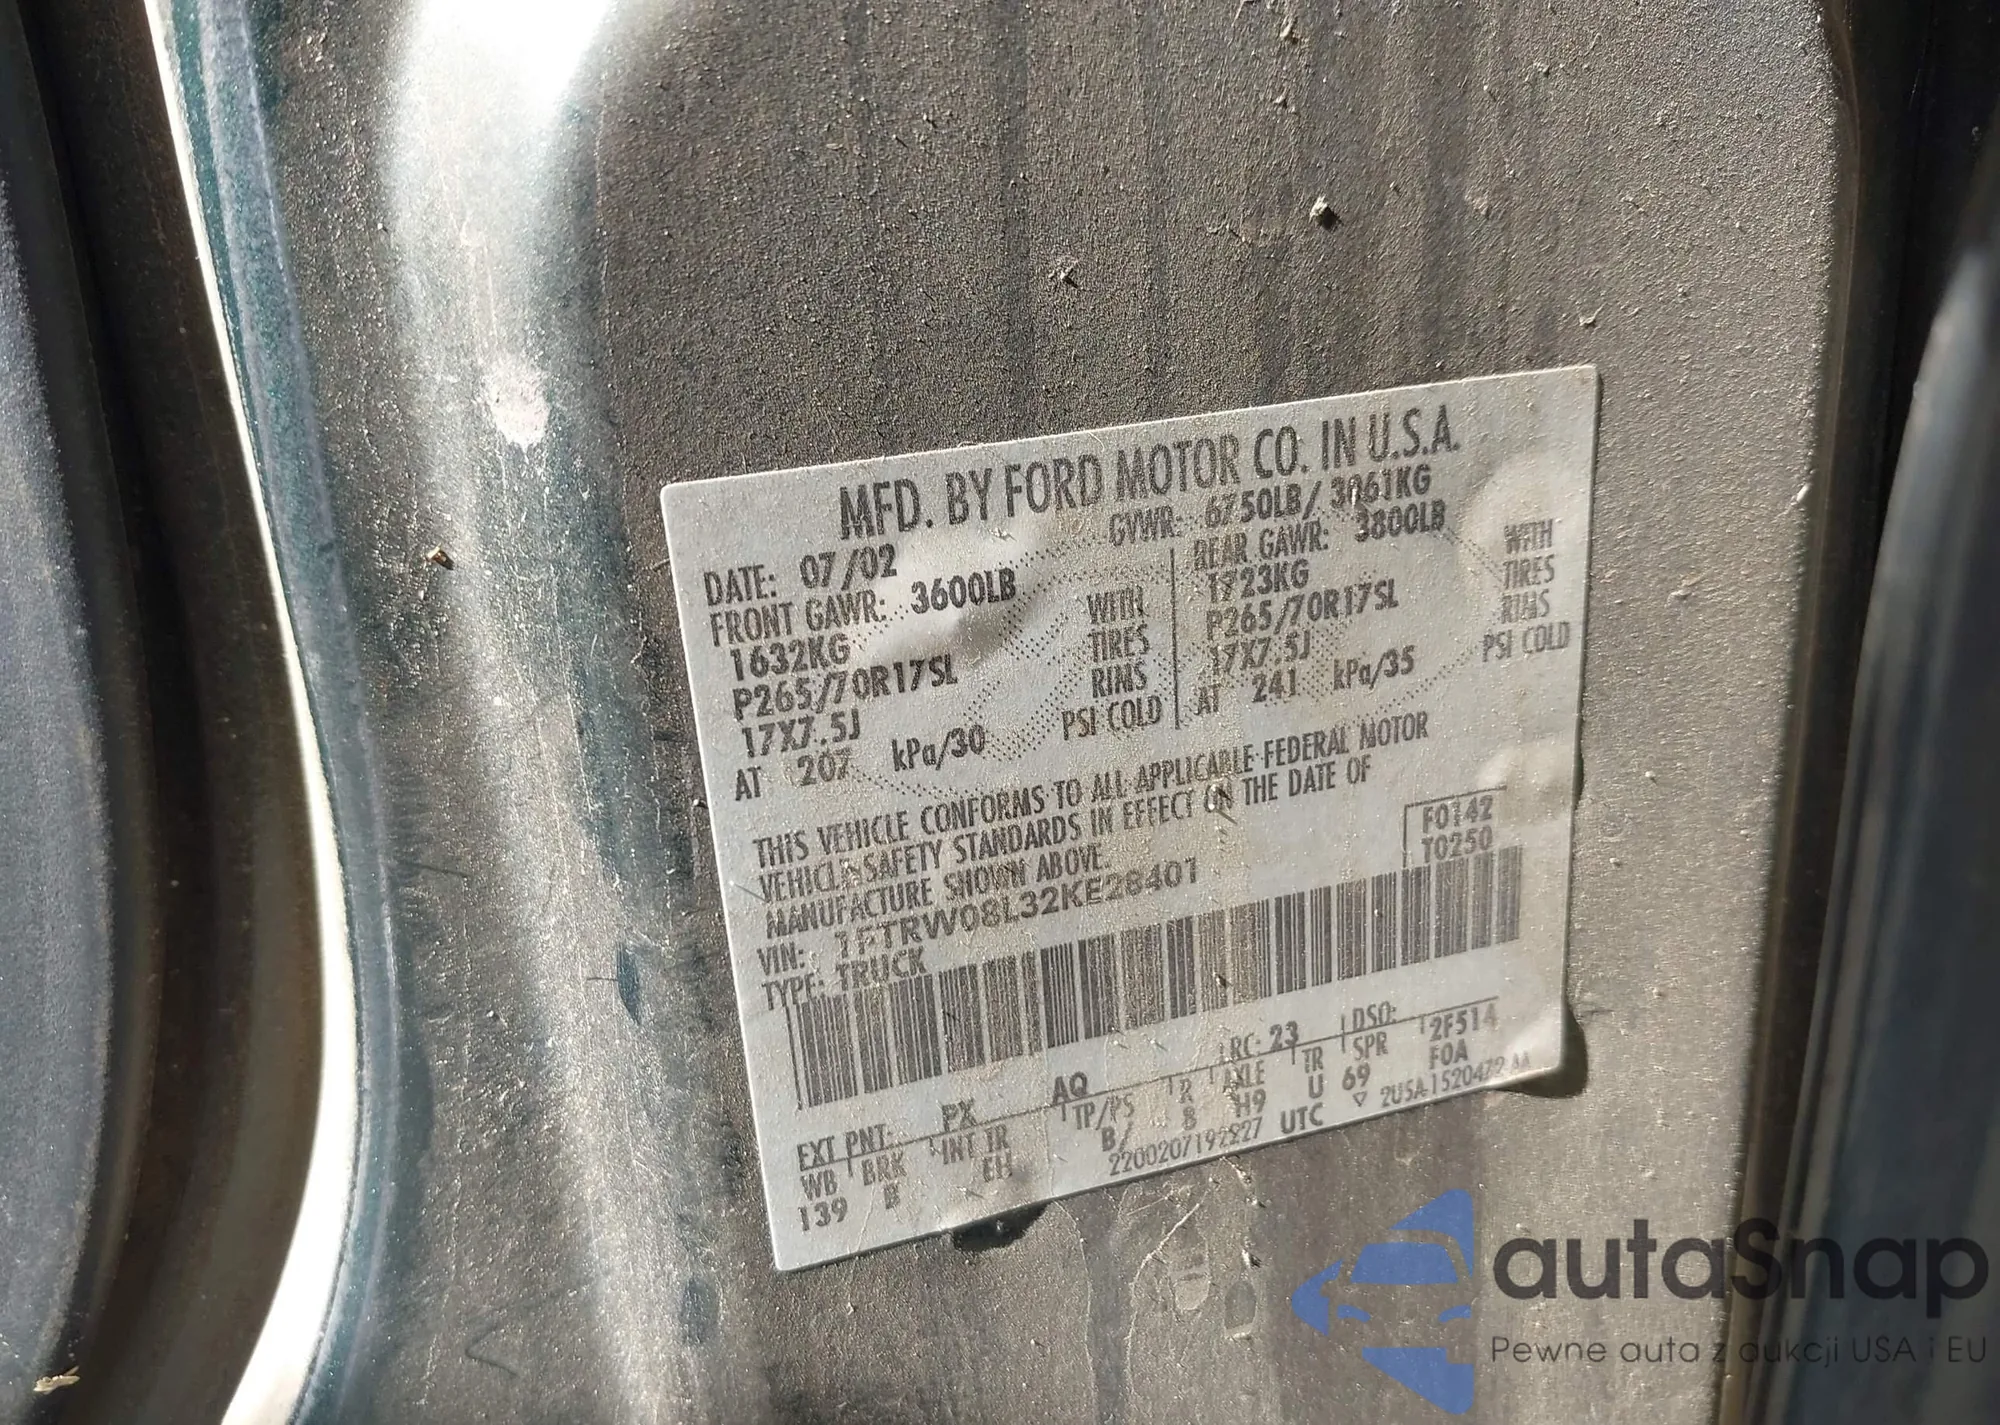 MFD. BY FORD MOTOR CO. IN U.S.A.
DATE: 07/02 GVWR: 6750LB/ 3061KG
FRONT GAWR: 3600LB REAR GAWR: 3800LB
1632KG WITH 1723KG WITH
P265/70R17SL TIRES P265/70R17SL TIRES
17X7.5J RIMS 17X7.5J RIMS
AT 207 kPa/30 PSI COLD AT 241 kPa/35 PSI COLD
THIS VEHICLE CONFORMS TO ALL APPLICABLE FEDERAL MOTOR
VEHICLE SAFETY STANDARDS IN EFFECT ON THE DATE OF
MANUFACTURE SHOWN ABOVE.
F0142
T0250
VIN: 1FTRW08L32KE28401
TYPE: TRUCK
EXT PNT: PX AQ RC: 23 DSO: 2F514
WB BRK INT TR TP/PS R AXLE TR SPR F0A
139 B EH B/ 8 H9 U 69
UTC ▽ 2U5A-1520472-AA
autaSnap
Pewne auta z aukcji USA i EU